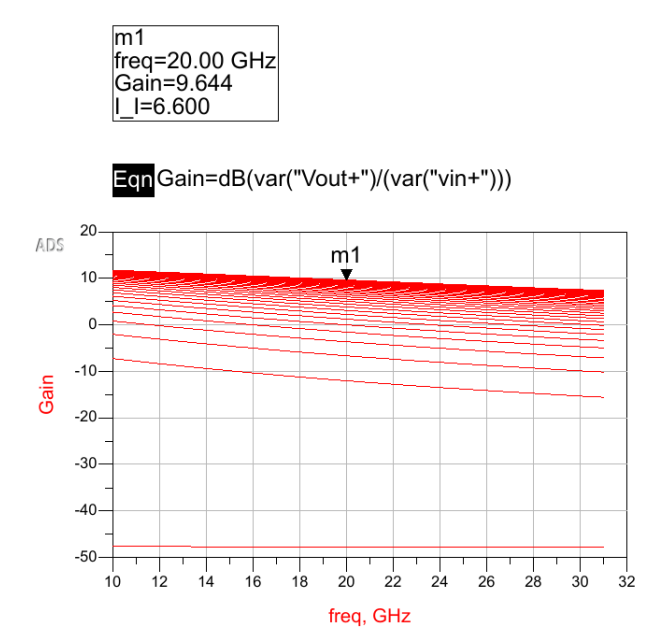 m1
freq=20.00 GHz
Gain=9.644
I_I=6.600
Eqn Gain=dB(var("Vout+")/(var("vin+")))
ADS
20
m1
10
0
-10
-20
-30
-40
-50
Gain
10 12 14 16 18 20 22 24 26 28 30 32
freq, GHz